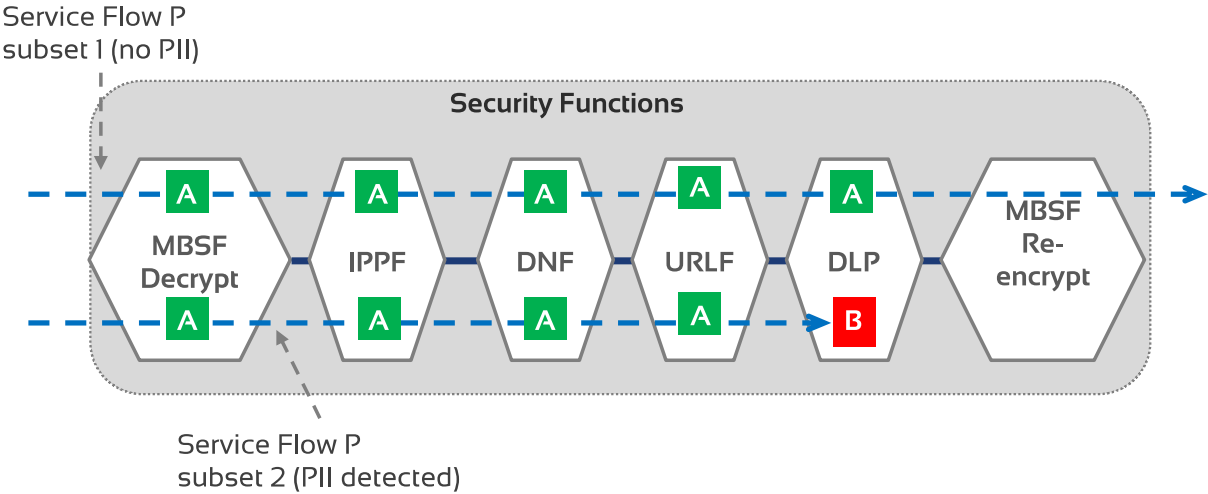 Service Flow P
subset 1 (no PII)
Security Functions
A
A
A
A
A
MBSF
Decrypt
IPPF
DNF
URLF
DLP
MBSF
Re-
encrypt
A
A
A
A
B
Service Flow P
subset 2 (PII detected)